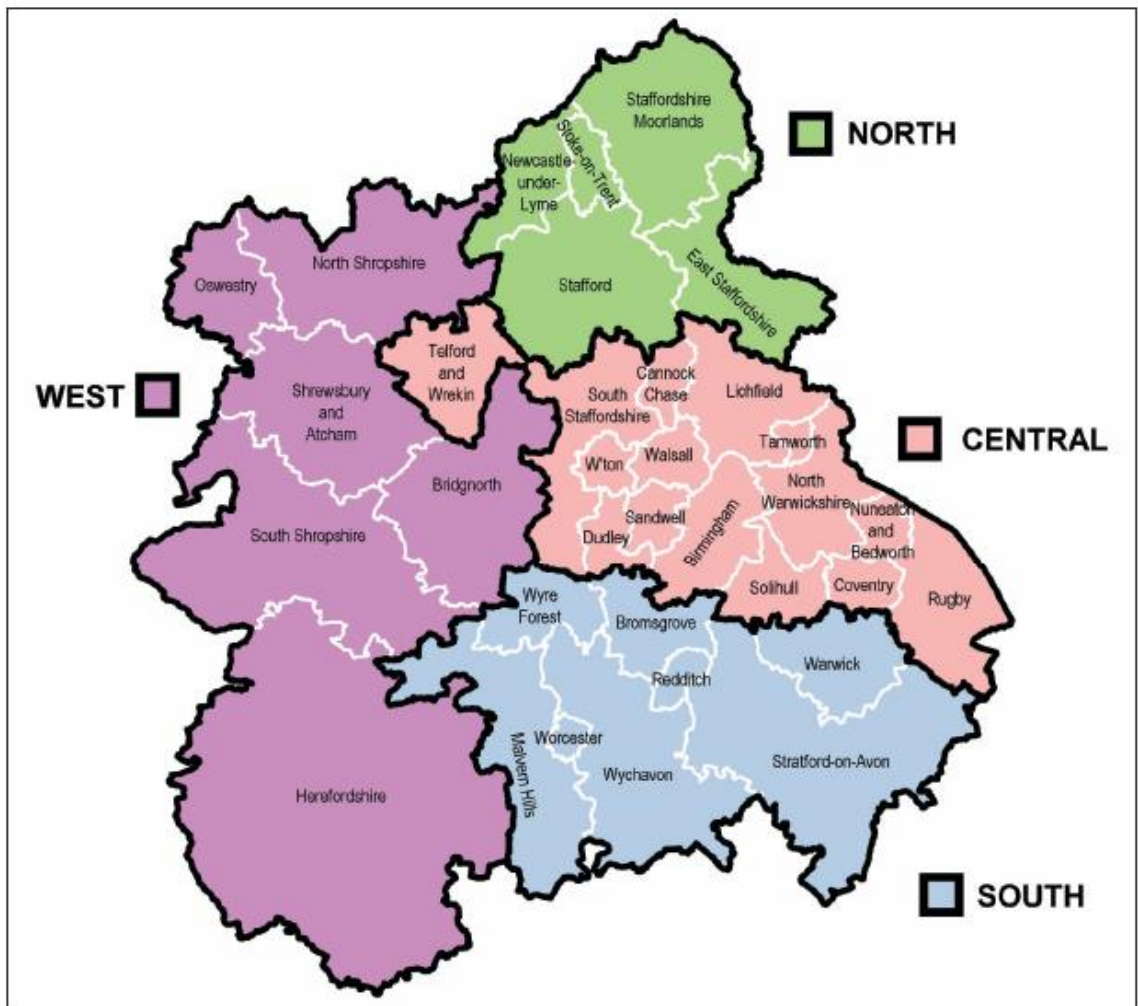 Staffordshire
Moorlands
NORTH
Stoke-on-Trent
Newcastle-
under-
Lyme
North Shropshire
Oswestry
Stafford
East Staffordshire
Telford
and
Wrekin
Cannock
Chase
Lichfield
WEST
Shrewsbury
and
Atcham
South
Staffordshire
CENTRAL
Tamworth
W'ton
Walsall
Bridgnorth
North
Warwickshire
Nuneaton
and
Bedworth
Sandwell
Dudley
Birmingham
South Shropshire
Solihull
Coventry
Rugby
Wyre
Forest
Bromsgrove
Warwick
Redditch
Worcester
Malvern Hills
Wychavon
Stratford-on-Avon
Herefordshire
SOUTH